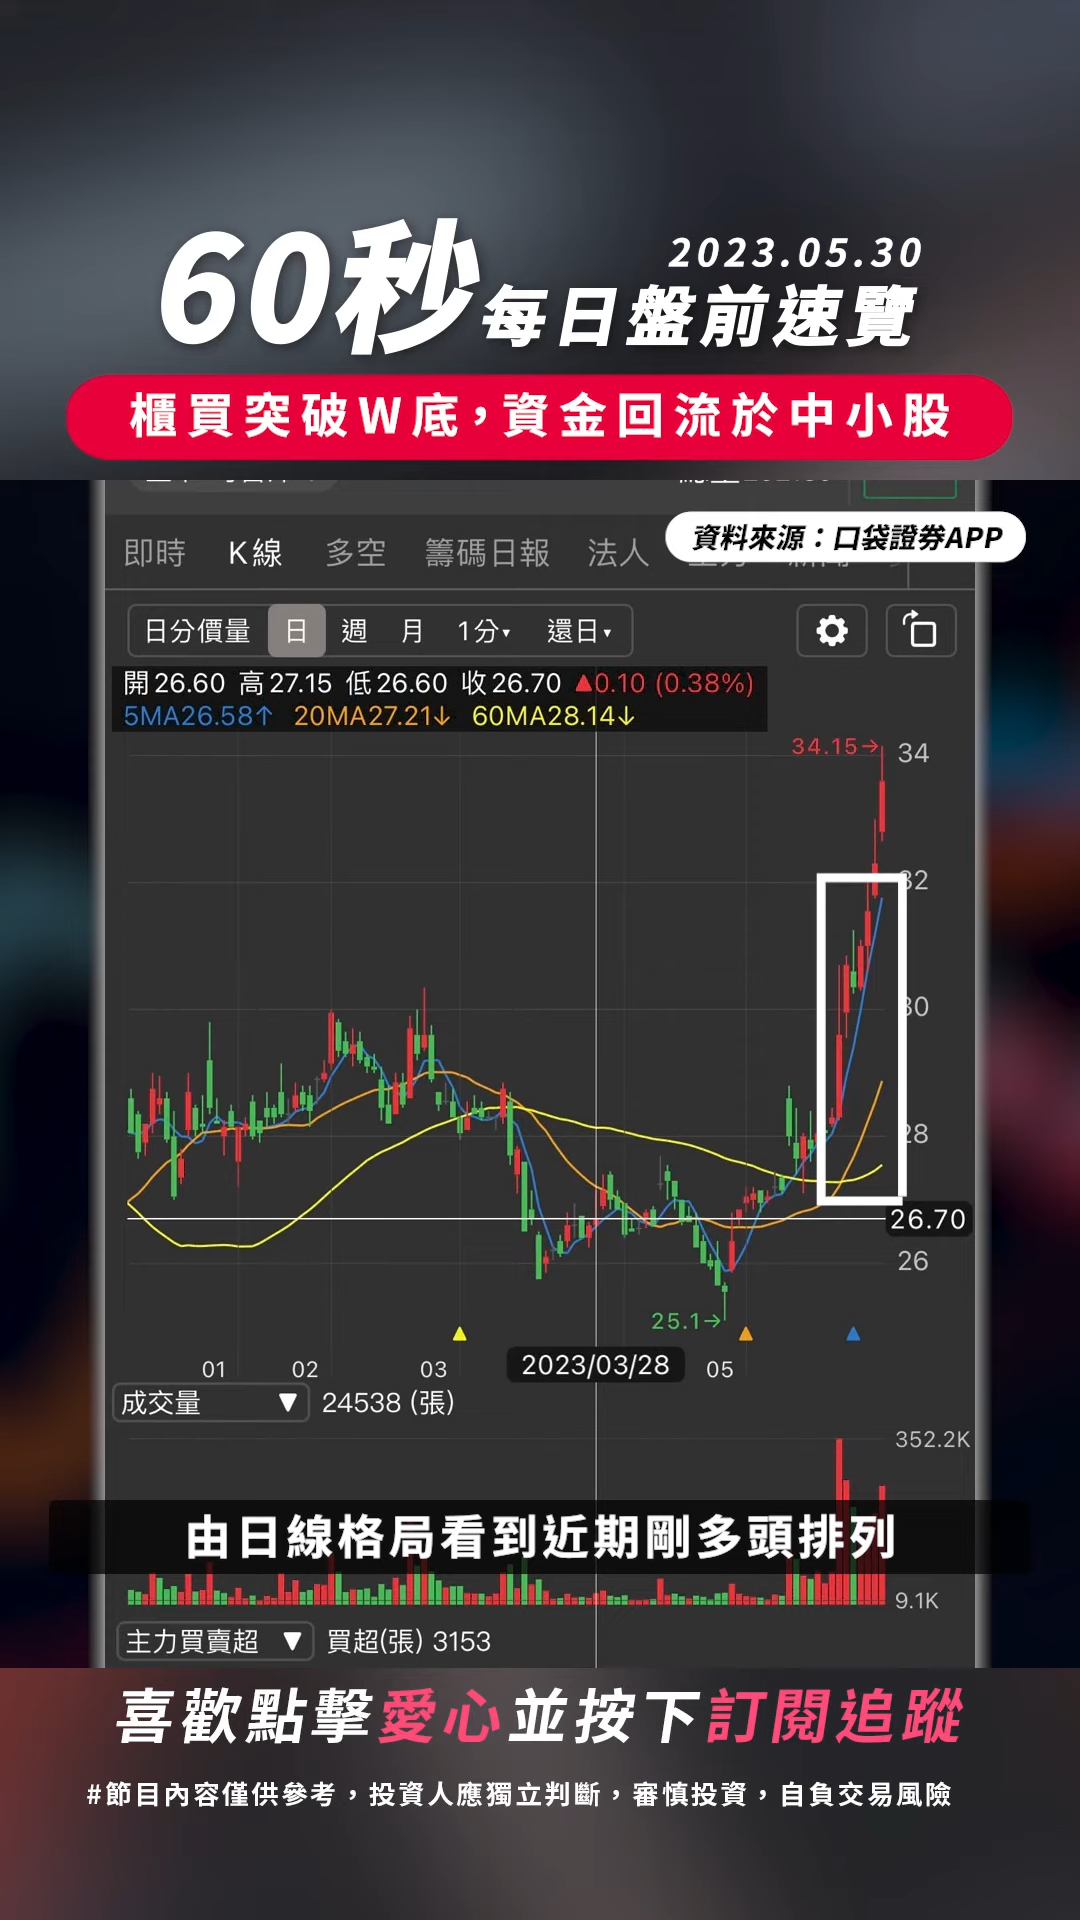 60秒每日盤前速覽
2023.05.30
櫃買突破W底，資金回流於中小股
資料來源：口袋證券APP
即時 K線 多空 籌碼日報 法人
日分價量 日 週 月 1分▾ 還日▾
開26.60 高27.15 低26.60 收26.70 ▲0.10 (0.38%)
5MA26.58↑ 20MA27.21↓ 60MA28.14↓
34.15→ 34
32
30
28
26.70
26
25.1→
01 02 03 2023/03/28 05
成交量 ▼ 24538 (張)
352.2K
由日線格局看到近期剛多頭排列
9.1K
主力買賣超 ▼ 買超(張) 3153
喜歡點擊愛心並按下訂閱追蹤
#節目內容僅供參考，投資人應獨立判斷，審慎投資，自負交易風險